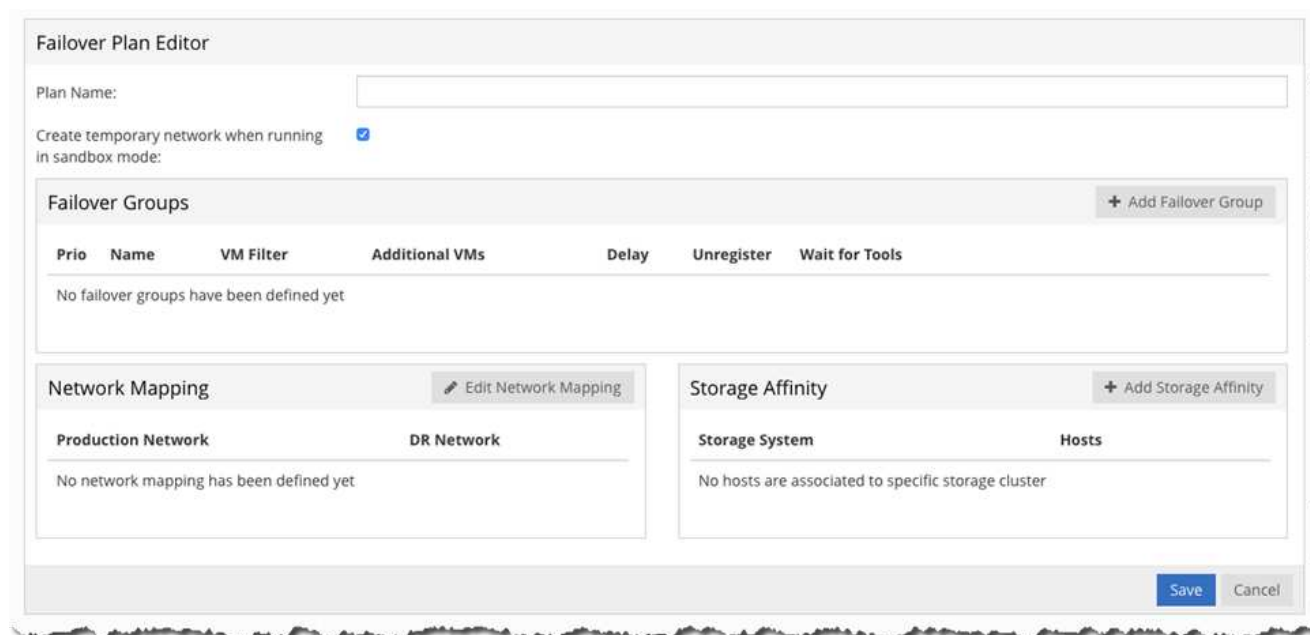 Failover Plan Editor
Plan Name:
Create temporary network when running
in sandbox mode:
Failover Groups
+ Add Failover Group
Prio Name VM Filter Additional VMs Delay Unregister Wait for Tools
No failover groups have been defined yet
Network Mapping
Edit Network Mapping
Production Network DR Network
No network mapping has been defined yet
Storage Affinity
+ Add Storage Affinity
Storage System Hosts
No hosts are associated to specific storage cluster
Save Cancel